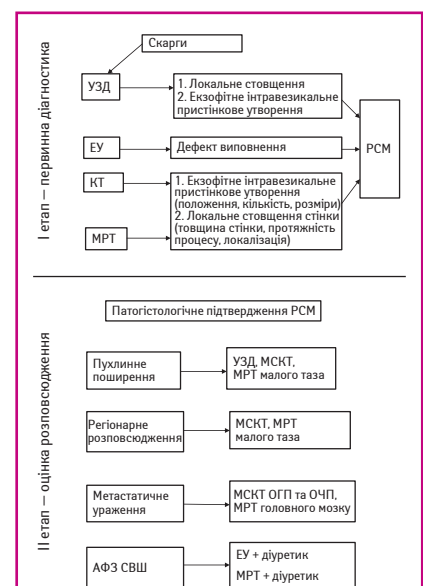 І етап — первинна діагностика
Скарги
УЗД
1. Локальне стовщення
2. Екзофітне інтравезикальне
пристінкове утворення
ЕУ
Дефект виповнення
РСМ
КТ
1. Екзофітне інтравезикальне
пристінкове утворення
(положення, кількість, розміри)
2. Локальне стовщення стінки
(товщина стінки, протяжність
процесу, локалізація)
МРТ
ІІ етап — оцінка розповсюдження
Патогістологічне підтвердження РСМ
Пухлинне
поширення
УЗД, МСКТ,
МРТ малого таза
Регіонарне
розповсюдження
МСКТ, МРТ
малого таза
Метастатичне
ураження
МСКТ ОГП та ОЧП,
МРТ головного мозку
АФЗ СВШ
ЕУ + діуретик
МРТ + діуретик